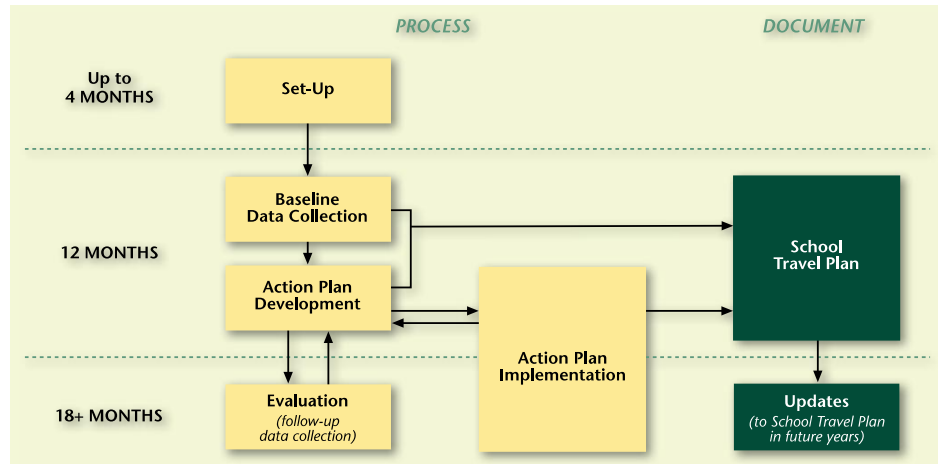 PROCESS
DOCUMENT
Up to
4 MONTHS
Set-Up
12 MONTHS
Baseline
Data Collection
Action Plan
Development
School
Travel Plan
Action Plan
Implementation
18+ MONTHS
Evaluation
(follow-up
data collection)
Updates
(to School Travel Plan
in future years)